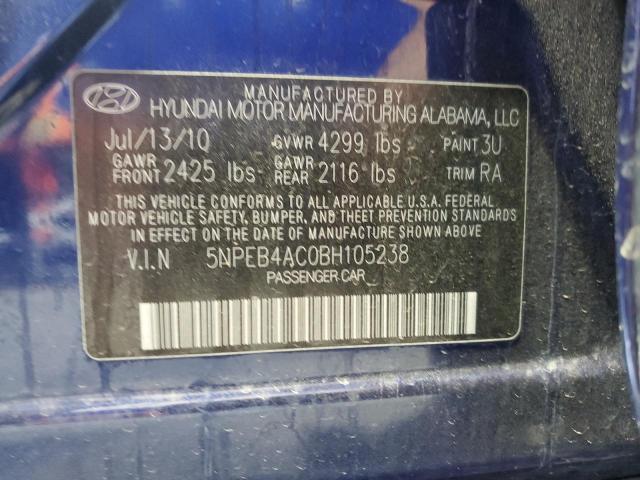 MANUFACTURED BY
HYUNDAI MOTOR MANUFACTURING ALABAMA, LLC
Jul/13/10 GVWR 4299 lbs PAINT 3U
GAWR FRONT 2425 lbs GAWR REAR 2116 lbs TRIM RA
THIS VEHICLE CONFORMS TO ALL APPLICABLE U.S.A. FEDERAL
MOTOR VEHICLE SAFETY, BUMPER, AND THEFT PREVENTION STANDARDS
IN EFFECT ON THE DATE OF MANUFACTURE SHOWN ABOVE
V.I.N 5NPEB4AC0BH105238
PASSENGER CAR